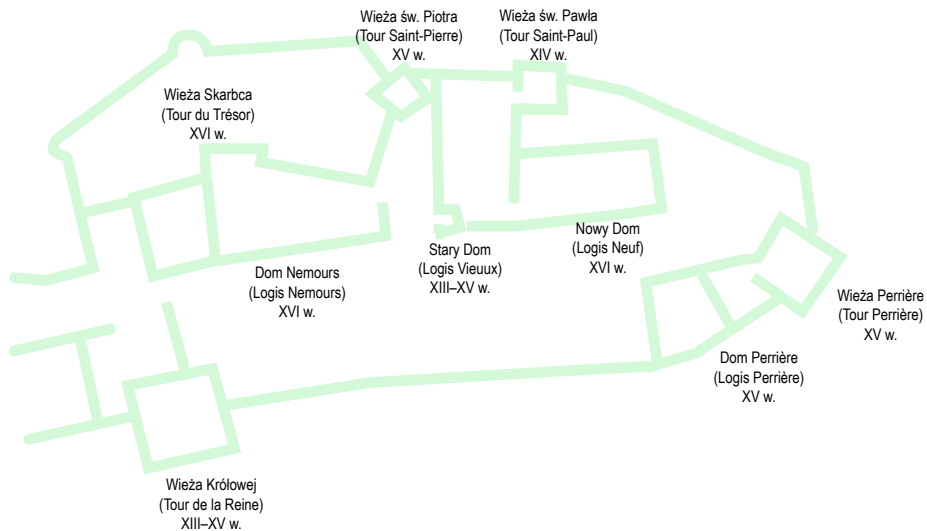 Wieża św. Piotra
(Tour Saint-Pierre)
XV w.
Wieża św. Pawła
(Tour Saint-Paul)
XIV w.
Wieża Skarbca
(Tour du Trésor)
XVI w.
Dom Nemours
(Logis Nemours)
XVI w.
Stary Dom
(Logis Vieuux)
XIII–XV w.
Nowy Dom
(Logis Neuf)
XVI w.
Wieża Perrière
(Tour Perrière)
XV w.
Dom Perrière
(Logis Perrière)
XV w.
Wieża Królowej
(Tour de la Reine)
XIII–XV w.